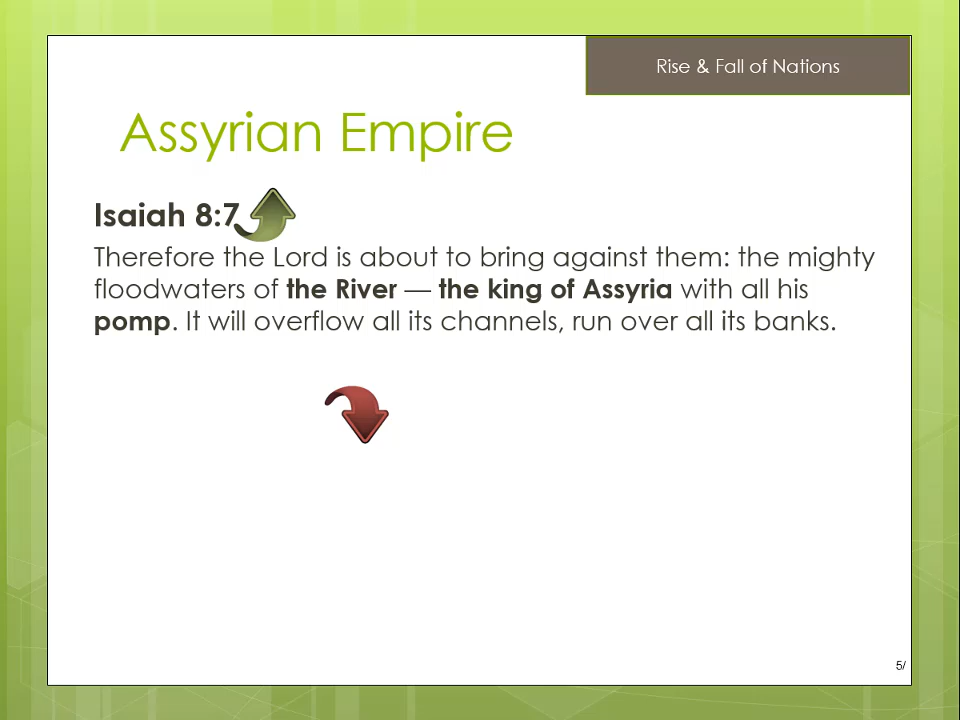 Rise & Fall of Nations
Assyrian Empire
Isaiah 8:7
Therefore the Lord is about to bring against them: the mighty
floodwaters of the River — the king of Assyria with all his
pomp. It will overflow all its channels, run over all its banks.
5/